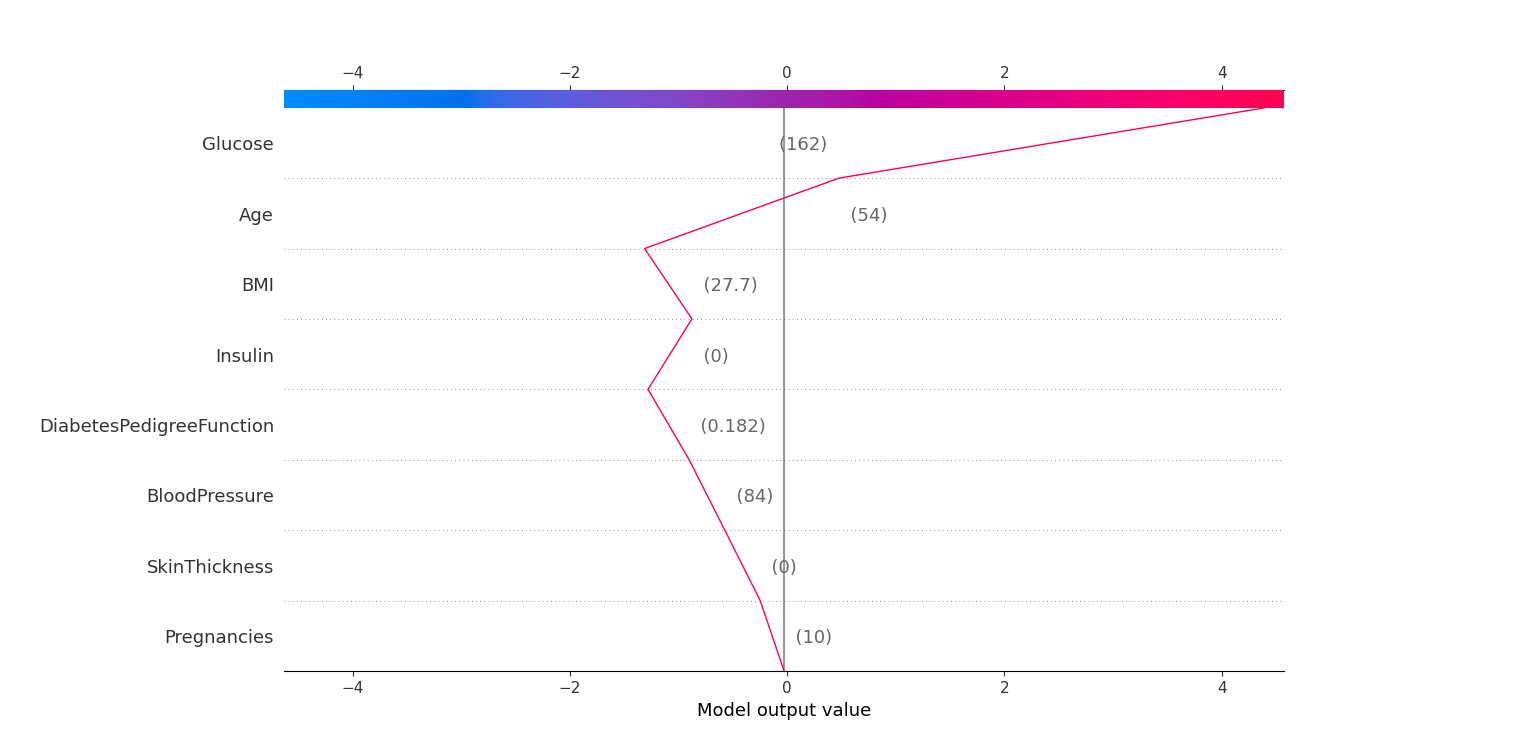 −4 −2 0 2 4
Glucose (162)
Age (54)
BMI (27.7)
Insulin (0)
DiabetesPedigreeFunction (0.182)
BloodPressure (84)
SkinThickness (0)
Pregnancies (10)
−4 −2 0 2 4
Model output value